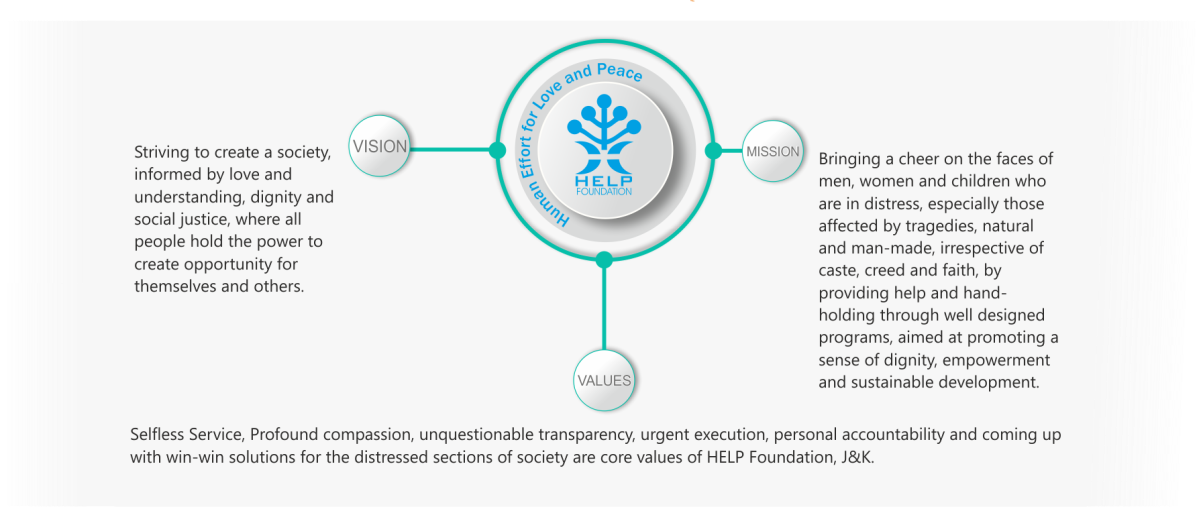 Human Effort for Love and Peace
HELP
FOUNDATION
VISION
Striving to create a society,
informed by love and
understanding, dignity and
social justice, where all
people hold the power to
create opportunity for
themselves and others.
MISSION
Bringing a cheer on the faces of
men, women and children who
are in distress, especially those
affected by tragedies, natural
and man-made, irrespective of
caste, creed and faith, by
providing help and hand-
holding through well designed
programs, aimed at promoting a
sense of dignity, empowerment
and sustainable development.
VALUES
Selfless Service, Profound compassion, unquestionable transparency, urgent execution, personal accountability and coming up
with win-win solutions for the distressed sections of society are core values of HELP Foundation, J&K.